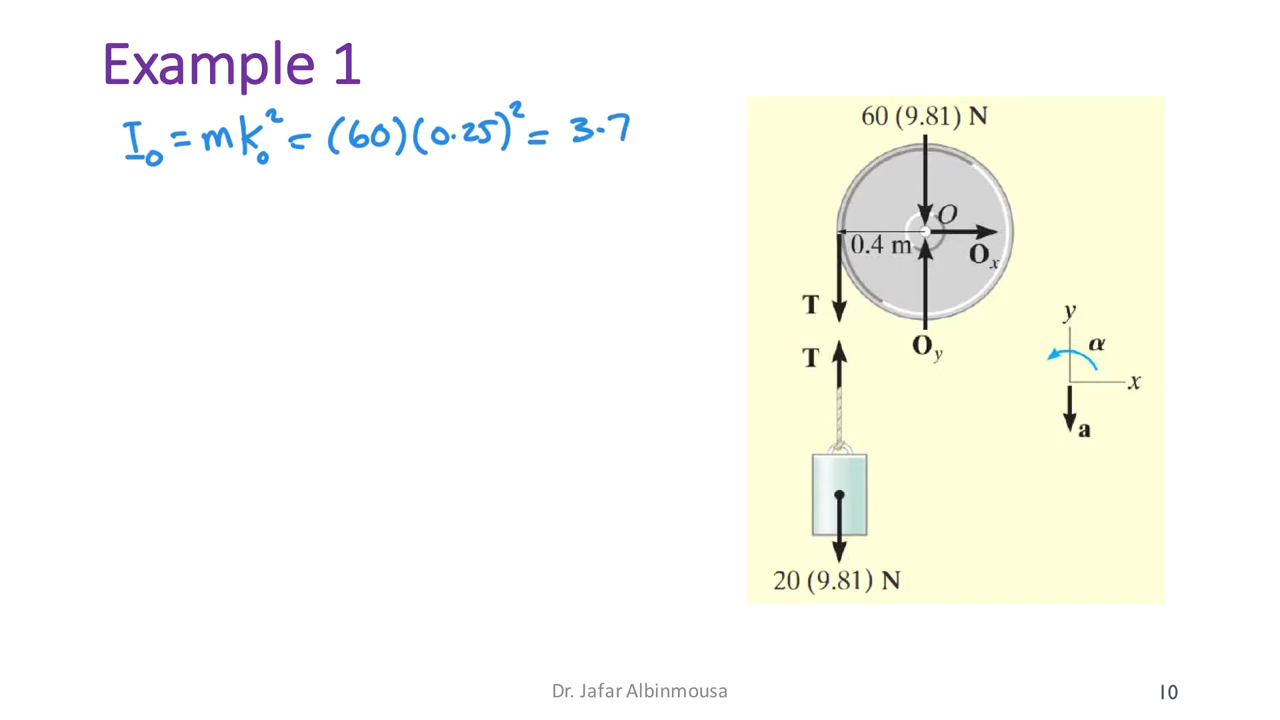 Example 1
I₀ = mk₀² = (60)(0.25)² = 3.7
60 (9.81) N
O
0.4 m
Oₓ
T
T
O_y
y
α
x
a
20 (9.81) N
Dr. Jafar Albinmousa
10